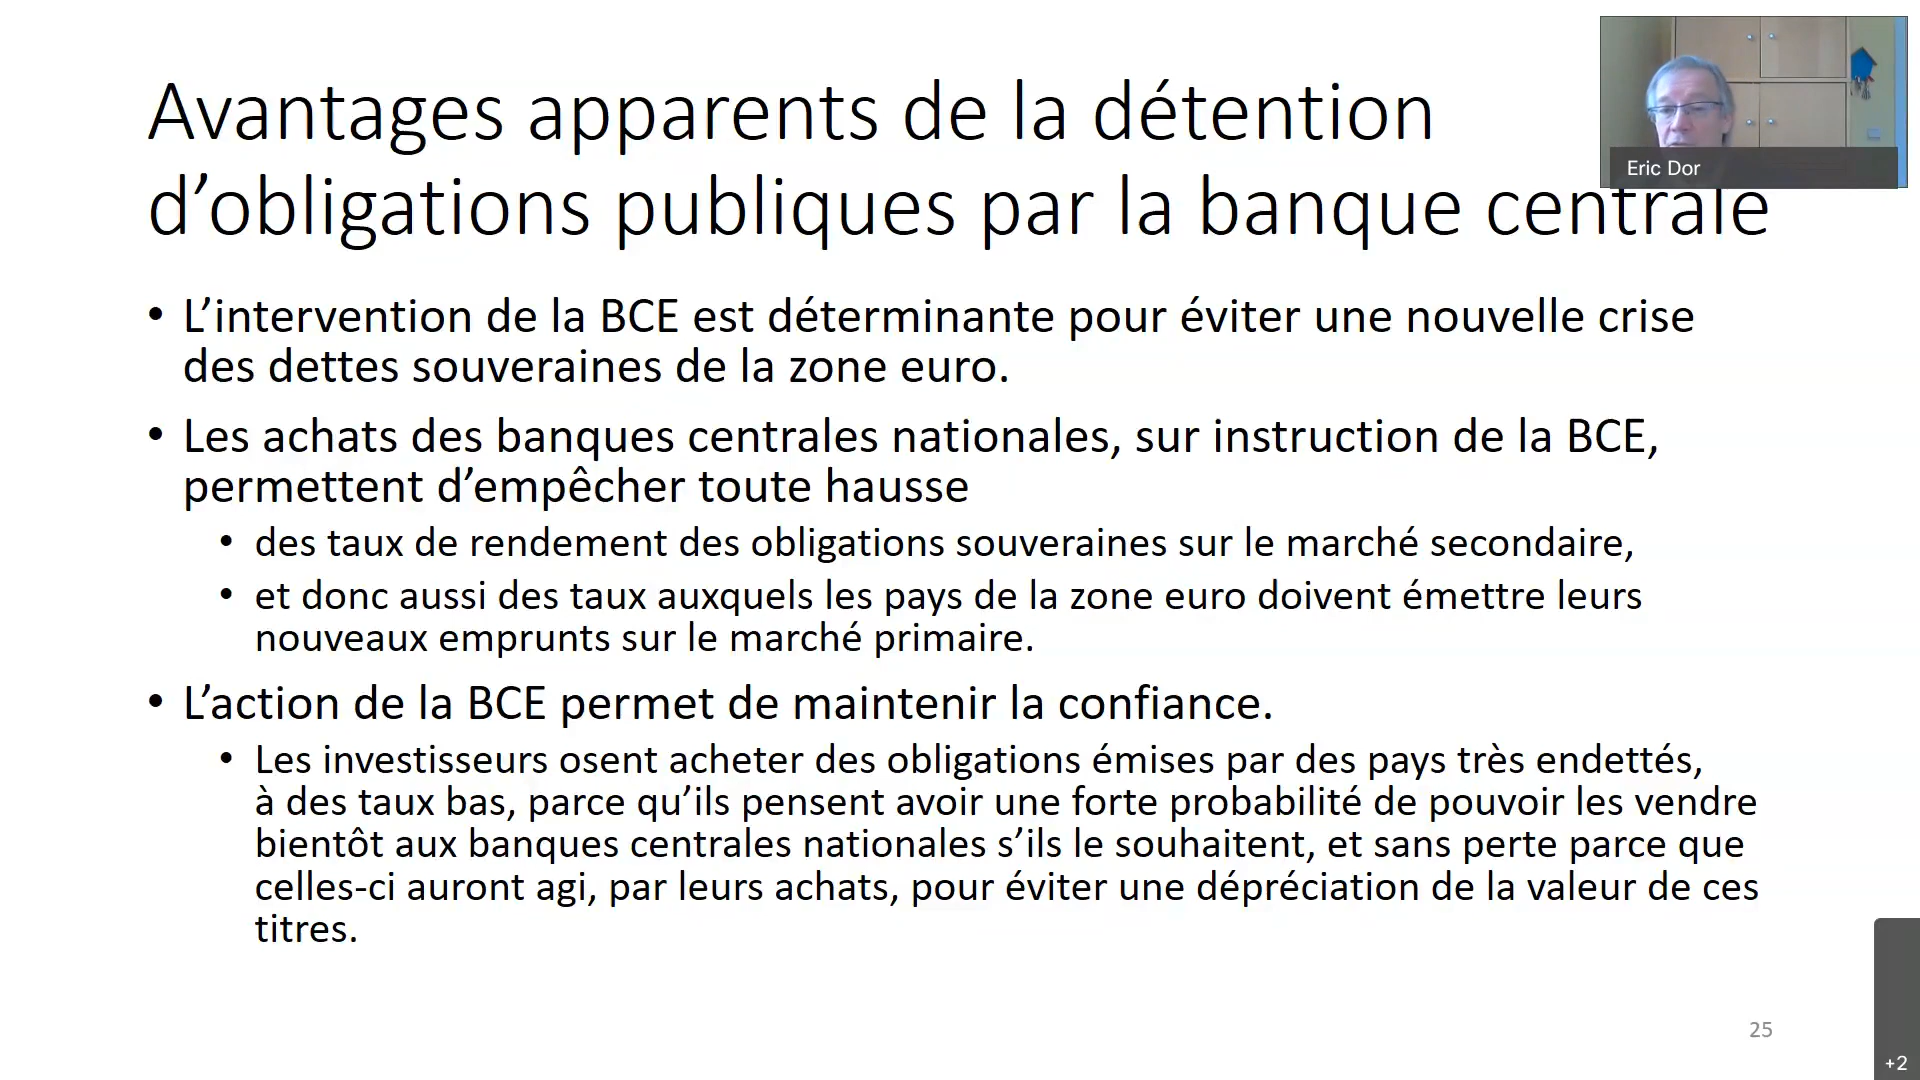 Avantages apparents de la détention
d’obligations publiques par la banque centrale
Eric Dor
• L’intervention de la BCE est déterminante pour éviter une nouvelle crise
des dettes souveraines de la zone euro.
• Les achats des banques centrales nationales, sur instruction de la BCE,
permettent d’empêcher toute hausse
• des taux de rendement des obligations souveraines sur le marché secondaire,
• et donc aussi des taux auxquels les pays de la zone euro doivent émettre leurs
nouveaux emprunts sur le marché primaire.
• L’action de la BCE permet de maintenir la confiance.
• Les investisseurs osent acheter des obligations émises par des pays très endettés,
à des taux bas, parce qu’ils pensent avoir une forte probabilité de pouvoir les vendre
bientôt aux banques centrales nationales s’ils le souhaitent, et sans perte parce que
celles-ci auront agi, par leurs achats, pour éviter une dépréciation de la valeur de ces
titres.
25
+2